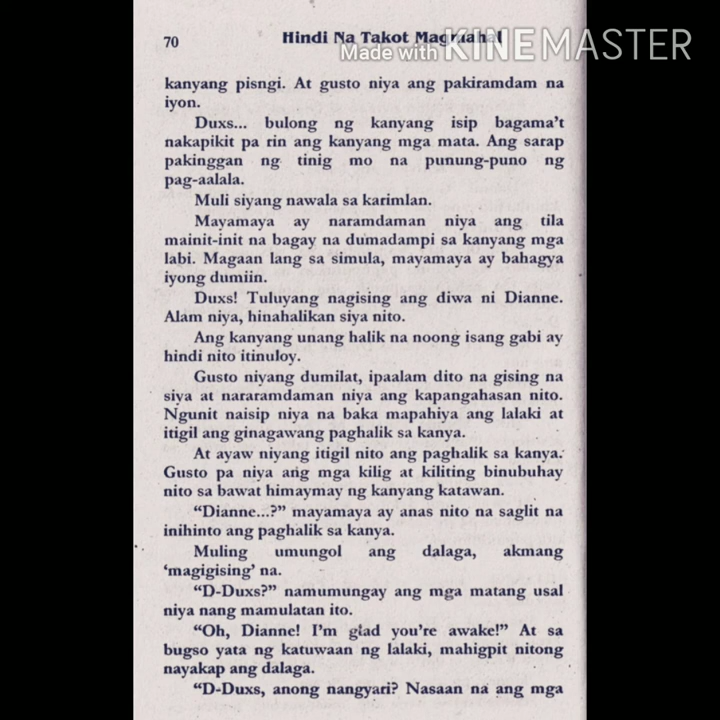 70
Hindi Na Takot Magmahal
Made with KINEMASTER
kanyang pisngi. At gusto niya ang pakiramdam na
iyon.
Duxs... bulong ng kanyang isip bagama't
nakapikit pa rin ang kanyang mga mata. Ang sarap
pakinggan ng tinig mo na punung-puno ng
pag-aalala.
Muli siyang nawala sa karimlan.
Mayamaya ay naramdaman niya ang tila
mainit-init na bagay na dumadampi sa kanyang mga
labi. Magaan lang sa simula, mayamaya ay bahagya
iyong dumiin.
Duxs! Tuluyang nagising ang diwa ni Dianne.
Alam niya, hinahalikan siya nito.
Ang kanyang unang halik na noong isang gabi ay
hindi nito itinuloy.
Gusto niyang dumilat, ipaalam dito na gising na
siya at nararamdaman niya ang kapangahasan nito.
Ngunit naisip niya na baka mapahiya ang lalaki at
itigil ang ginagawang paghalik sa kanya.
At ayaw niyang itigil nito ang paghalik sa kanya.
Gusto pa niya ang mga kilig at kiliting binubuhay
nito sa bawat himaymay ng kanyang katawan.
"Dianne...?" mayamaya ay anas nito na saglit na
inihinto ang paghalik sa kanya.
Muling umungol ang dalaga, akmang
'magigising' na.
"D-Duxs?" namumungay ang mga matang usal
niya nang mamulatan ito.
"Oh, Dianne! I'm glad you're awake!" At sa
bugso yata ng katuwaan ng lalaki, mahigpit nitong
nayakap ang dalaga.
"D-Duxs, anong nangyari? Nasaan na ang mga